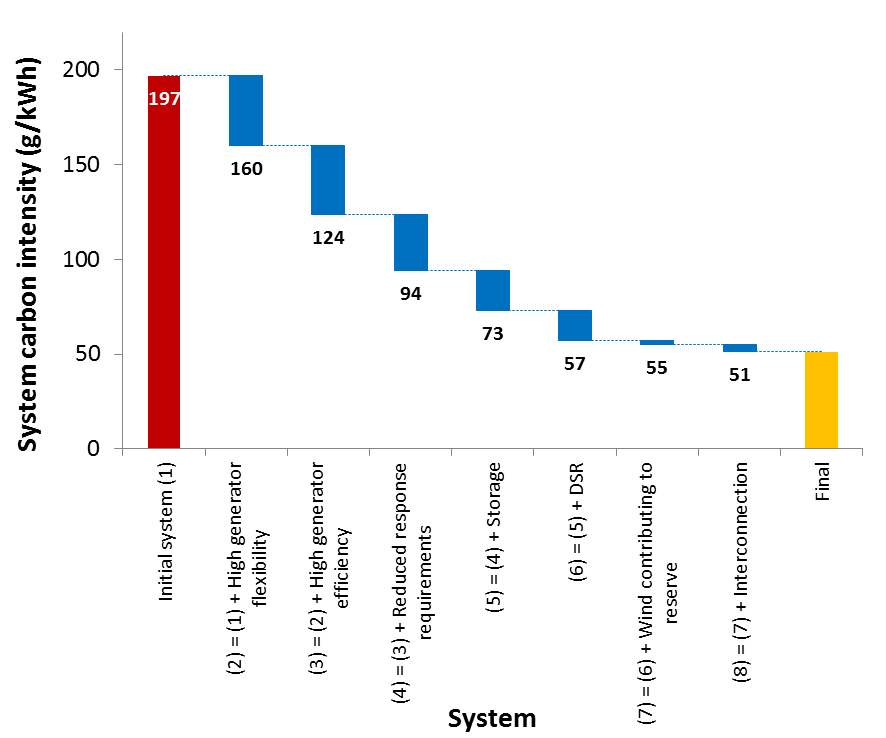 System carbon intensity (g/kWh)
200
150
100
50
0
197
160
124
94
73
57
55
51
Initial system (1)
(2) = (1) + High generator
flexibility
(3) = (2) + High generator
efficiency
(4) = (3) + Reduced response
requirements
(5) = (4) + Storage
(6) = (5) + DSR
(7) = (6) + Wind contributing to
reserve
(8) = (7) + Interconnection
Final
System